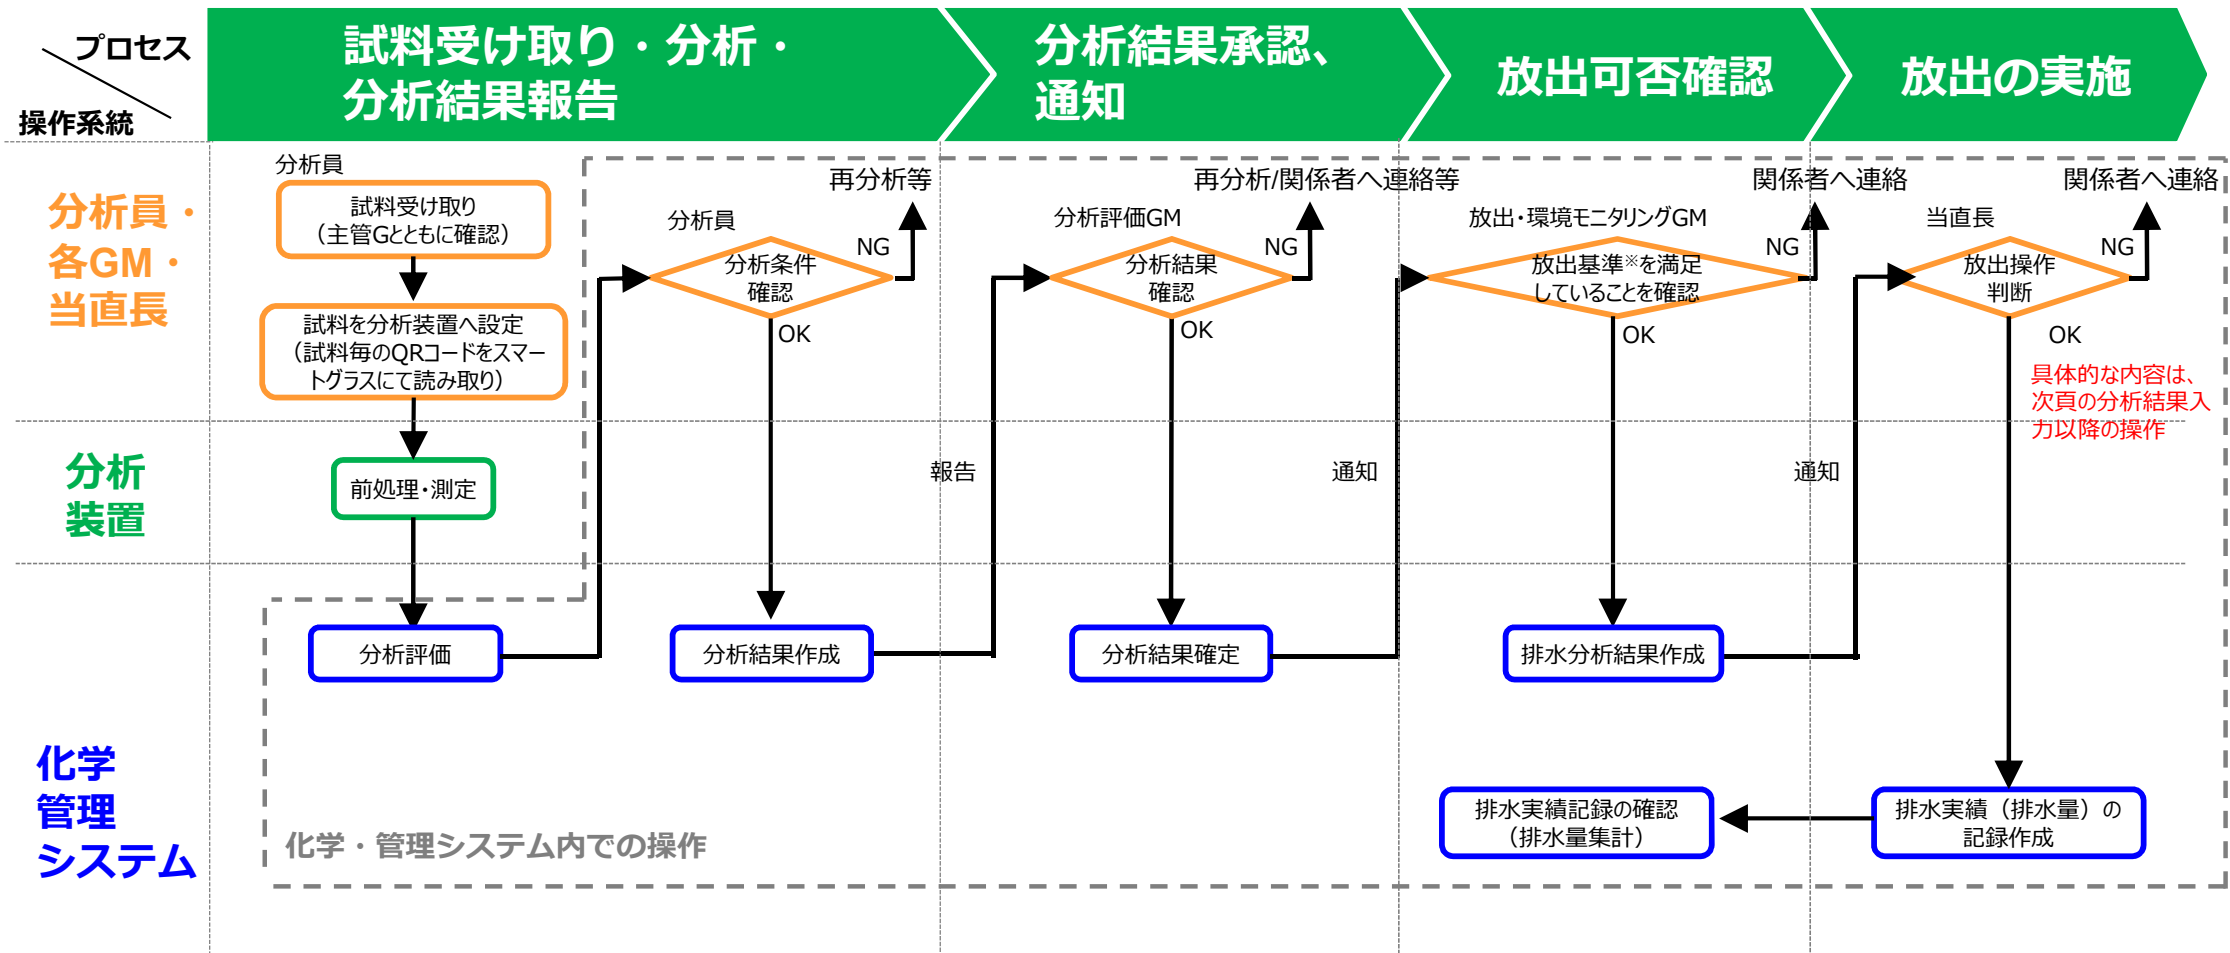 プロセス
操作系統
試料受け取り・分析・
分析結果報告
分析結果承認、
通知
放出可否確認
放出の実施
分析員・
各GM・
当直長
分析員
試料受け取り
（主管Gとともに確認）
試料を分析装置へ設定
（試料毎のQRコードをスマー
トグラスにて読み取り）
分析員
分析条件
確認
NG
再分析等
OK
分析評価GM
分析結果
確認
NG
再分析/関係者へ連絡等
OK
放出・環境モニタリングGM
放出基準※を満足
していることを確認
NG
関係者へ連絡
OK
当直長
放出操作
判断
NG
関係者へ連絡
OK
具体的な内容は、
次頁の分析結果入
力以降の操作
分析
装置
前処理・測定
報告
通知
通知
化学
管理
システム
分析評価
分析結果作成
分析結果確定
排水分析結果作成
排水実績記録の確認
（排水量集計）
排水実績（排水量）の
記録作成
化学・管理システム内での操作